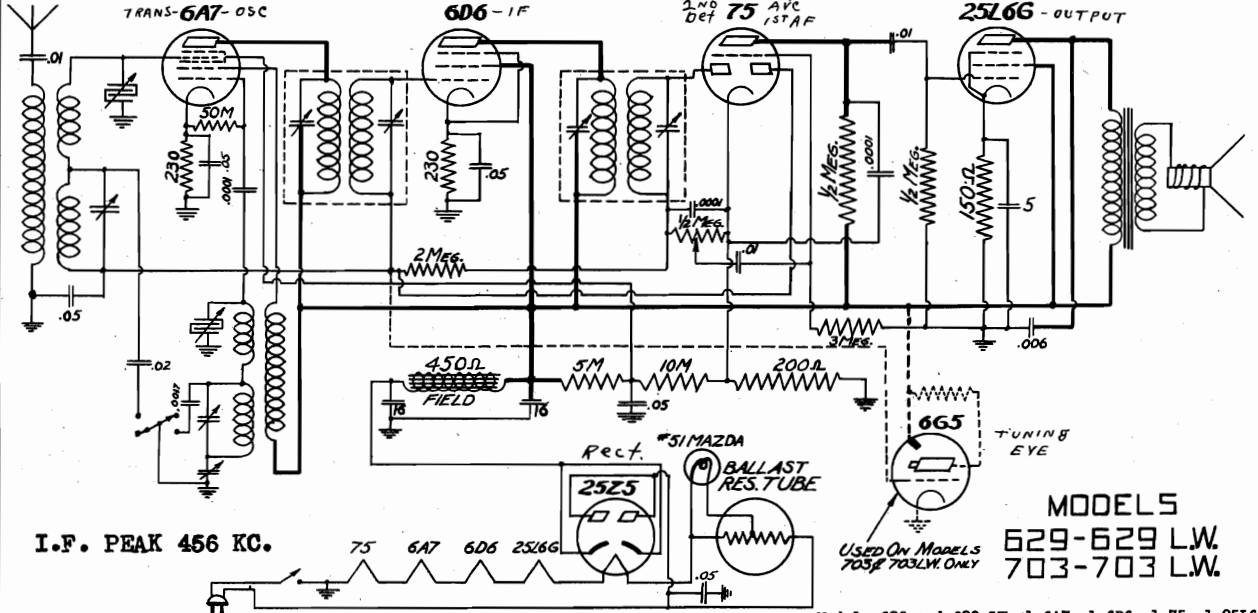 TRANS-6A7-OSC
6D6-IF
2ND Det 75 AVC 1ST AF
25L6G-OUTPUT
.01
.01
50M
230
.05
.0001
230
.05
1/2 MEG.
.0001
1/2 MEG.
150Ω
5
.0001
1/2 MEG.
.01
2 MEG.
.05
3 MEG.
.006
.02
.0017
450Ω
FIELD
16
16
5M
10M
200Ω
.05
6G5
TUNING EYE
#51 MAZDA
BALLAST RES. TUBE
Rect.
25Z5
USED ON MODELS
703 & 703LW. ONLY
MODELS
629-629 L.W.
703-703 L.W.
I.F. PEAK 456 KC.
75 6A7 6D6 25L6G
.05